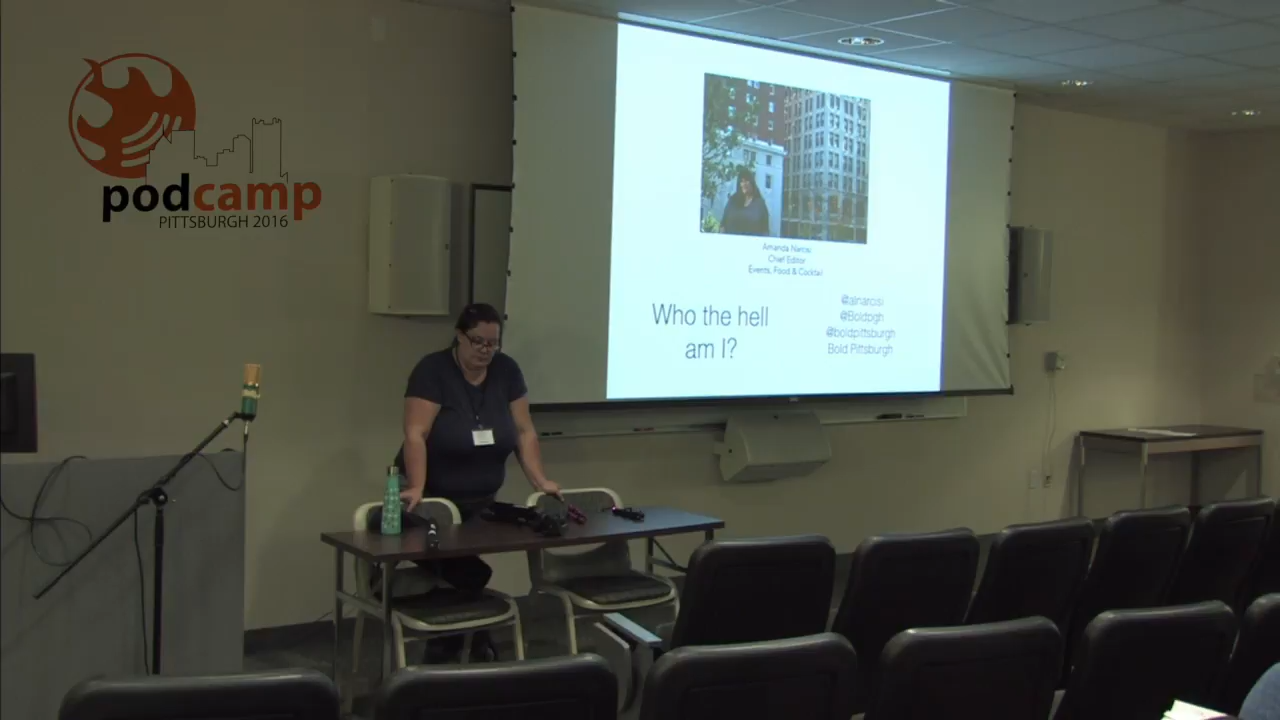 podcamp
PITTSBURGH 2016
Amanda Narcisi
Chief Editor
Events, Food & Cocktail
Who the hell
am I?
@alnarcisi
@Boldpgh
@boldpittsburgh
Bold Pittsburgh